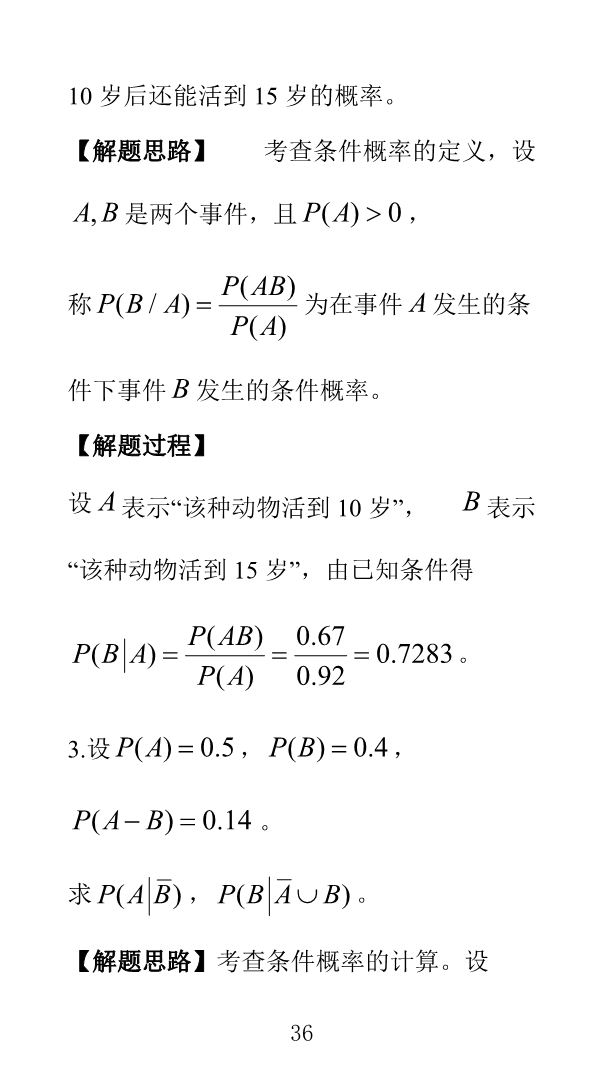 10 岁后还能活到 15 岁的概率。
【解题思路】 考查条件概率的定义，设
A,B 是两个事件，且 P(A) > 0，
称 P(B / A) = P(AB)/P(A) 为在事件 A 发生的条
件下事件 B 发生的条件概率。
【解题过程】
设 A 表示“该种动物活到 10 岁”， B 表示
“该种动物活到 15 岁”，由已知条件得
P(B|A) = P(AB)/P(A) = 0.67/0.92 = 0.7283。
3.设 P(A) = 0.5，P(B) = 0.4，
P(A − B) = 0.14。
求 P(A|B̅)，P(B|A̅ ∪ B)。
【解题思路】考查条件概率的计算。设
36